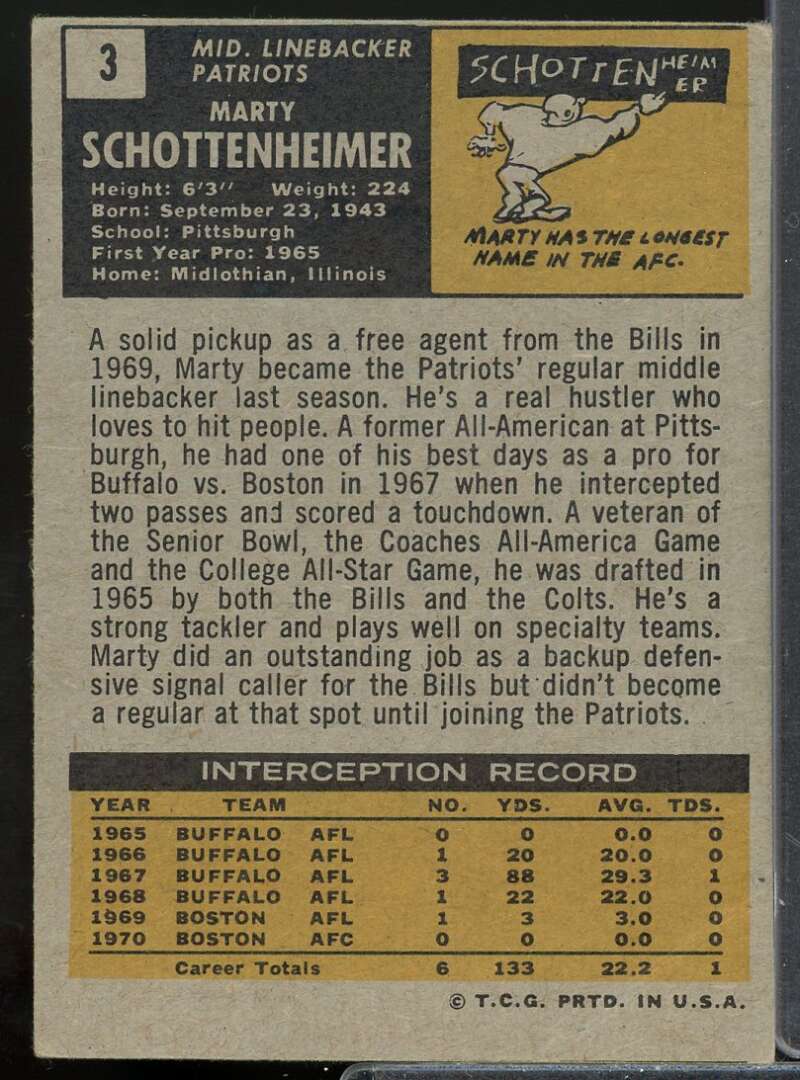 3
MID. LINEBACKER
PATRIOTS
MARTY
SCHOTTENHEIMER
Height: 6'3" Weight: 224
Born: September 23, 1943
School: Pittsburgh
First Year Pro: 1965
Home: Midlothian, Illinois
SCHOTTENHEIM
ER
MARTY HAS THE LONGEST
NAME IN THE AFC.
A solid pickup as a free agent from the Bills in
1969, Marty became the Patriots' regular middle
linebacker last season. He's a real hustler who
loves to hit people. A former All-American at Pitts-
burgh, he had one of his best days as a pro for
Buffalo vs. Boston in 1967 when he intercepted
two passes and scored a touchdown. A veteran of
the Senior Bowl, the Coaches All-America Game
and the College All-Star Game, he was drafted in
1965 by both the Bills and the Colts. He's a
strong tackler and plays well on specialty teams.
Marty did an outstanding job as a backup defen-
sive signal caller for the Bills but didn't become
a regular at that spot until joining the Patriots.
INTERCEPTION RECORD
YEAR TEAM NO. YDS. AVG. TDS.
1965 BUFFALO AFL 0 0 0.0 0
1966 BUFFALO AFL 1 20 20.0 0
1967 BUFFALO AFL 3 88 29.3 1
1968 BUFFALO AFL 1 22 22.0 0
1969 BOSTON AFL 1 3 3.0 0
1970 BOSTON AFC 0 0 0.0 0
Career Totals 6 133 22.2 1
© T.C.G. PRTD. IN U.S.A.